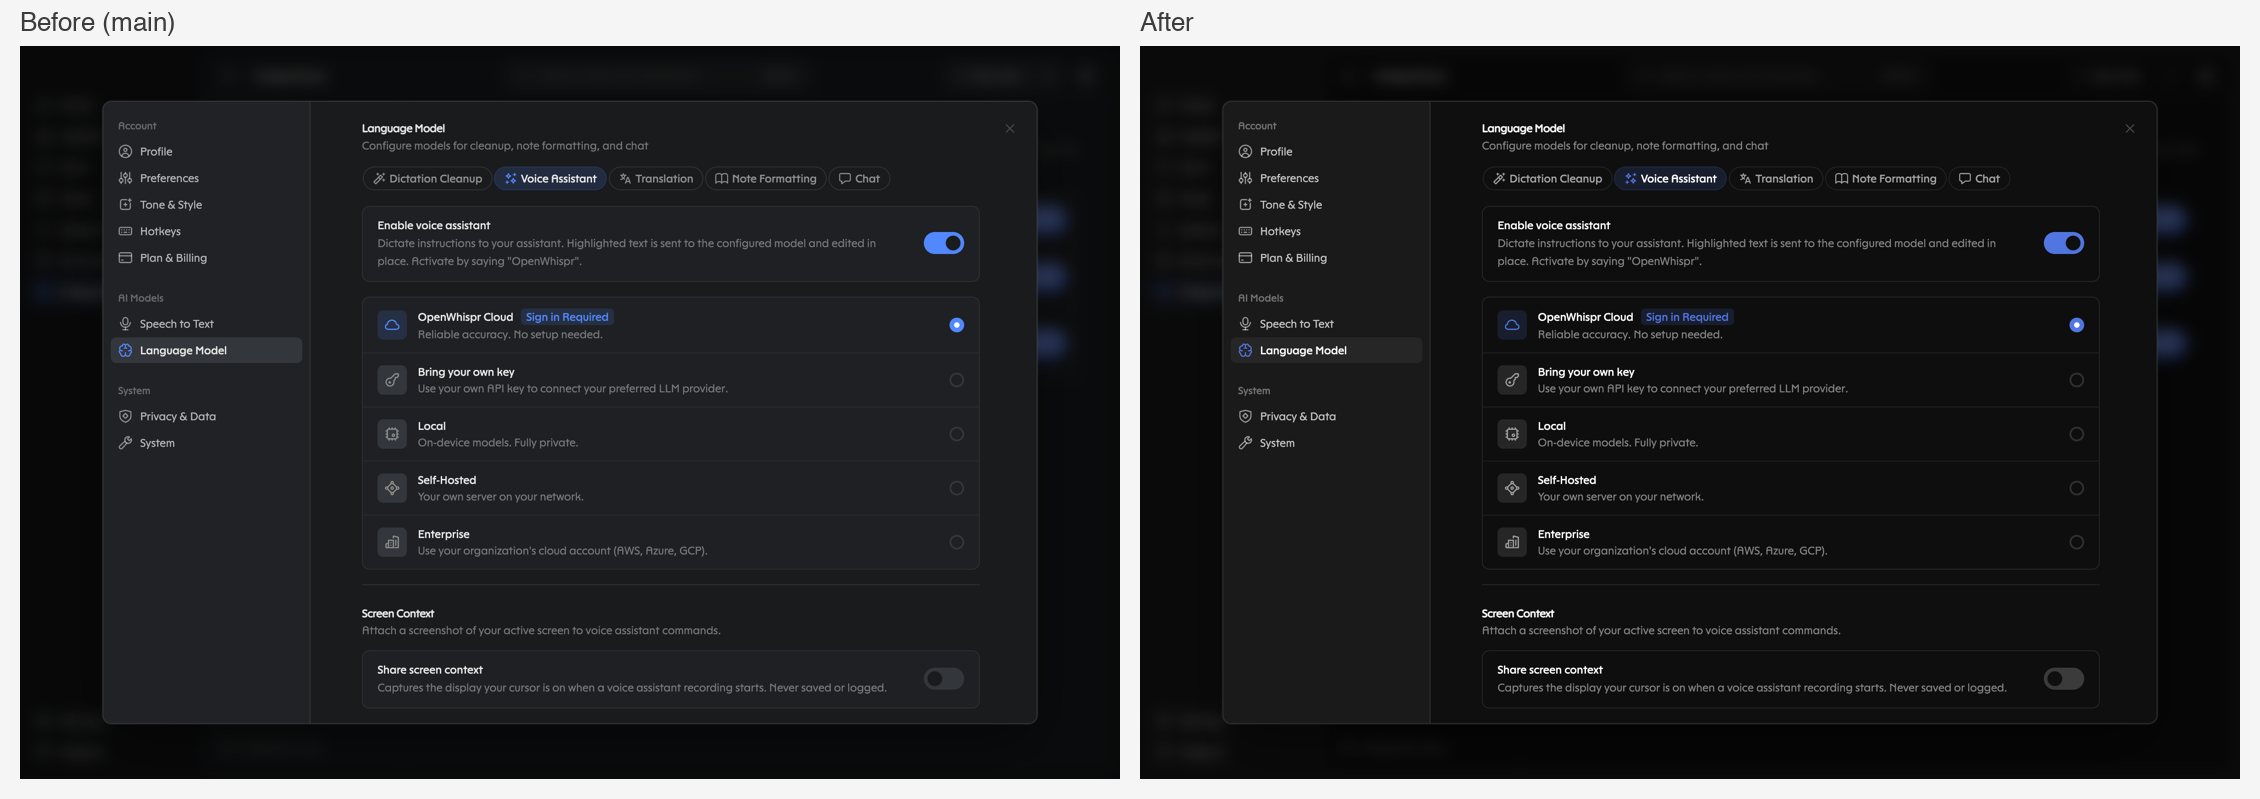 Before (main)
Account
Profile
Preferences
Tone & Style
Hotkeys
Plan & Billing
AI Models
Speech to Text
Language Model
System
Privacy & Data
System
Language Model
Configure models for cleanup, note formatting, and chat
Dictation Cleanup
Voice Assistant
Translation
Note Formatting
Chat
Enable voice assistant
Dictate instructions to your assistant. Highlighted text is sent to the configured model and edited in
place. Activate by saying "OpenWhispr".
OpenWhispr Cloud Sign in Required
Reliable accuracy. No setup needed.
Bring your own key
Use your own API key to connect your preferred LLM provider.
Local
On-device models. Fully private.
Self-Hosted
Your own server on your network.
Enterprise
Use your organization's cloud account (AWS, Azure, GCP).
Screen Context
Attach a screenshot of your active screen to voice assistant commands.
Share screen context
Captures the display your cursor is on when a voice assistant recording starts. Never saved or logged.
After
Account
Profile
Preferences
Tone & Style
Hotkeys
Plan & Billing
AI Models
Speech to Text
Language Model
System
Privacy & Data
System
Language Model
Configure models for cleanup, note formatting, and chat
Dictation Cleanup
Voice Assistant
Translation
Note Formatting
Chat
Enable voice assistant
Dictate instructions to your assistant. Highlighted text is sent to the configured model and edited in
place. Activate by saying "OpenWhispr".
OpenWhispr Cloud Sign in Required
Reliable accuracy. No setup needed.
Bring your own key
Use your own API key to connect your preferred LLM provider.
Local
On-device models. Fully private.
Self-Hosted
Your own server on your network.
Enterprise
Use your organization's cloud account (AWS, Azure, GCP).
Screen Context
Attach a screenshot of your active screen to voice assistant commands.
Share screen context
Captures the display your cursor is on when a voice assistant recording starts. Never saved or logged.